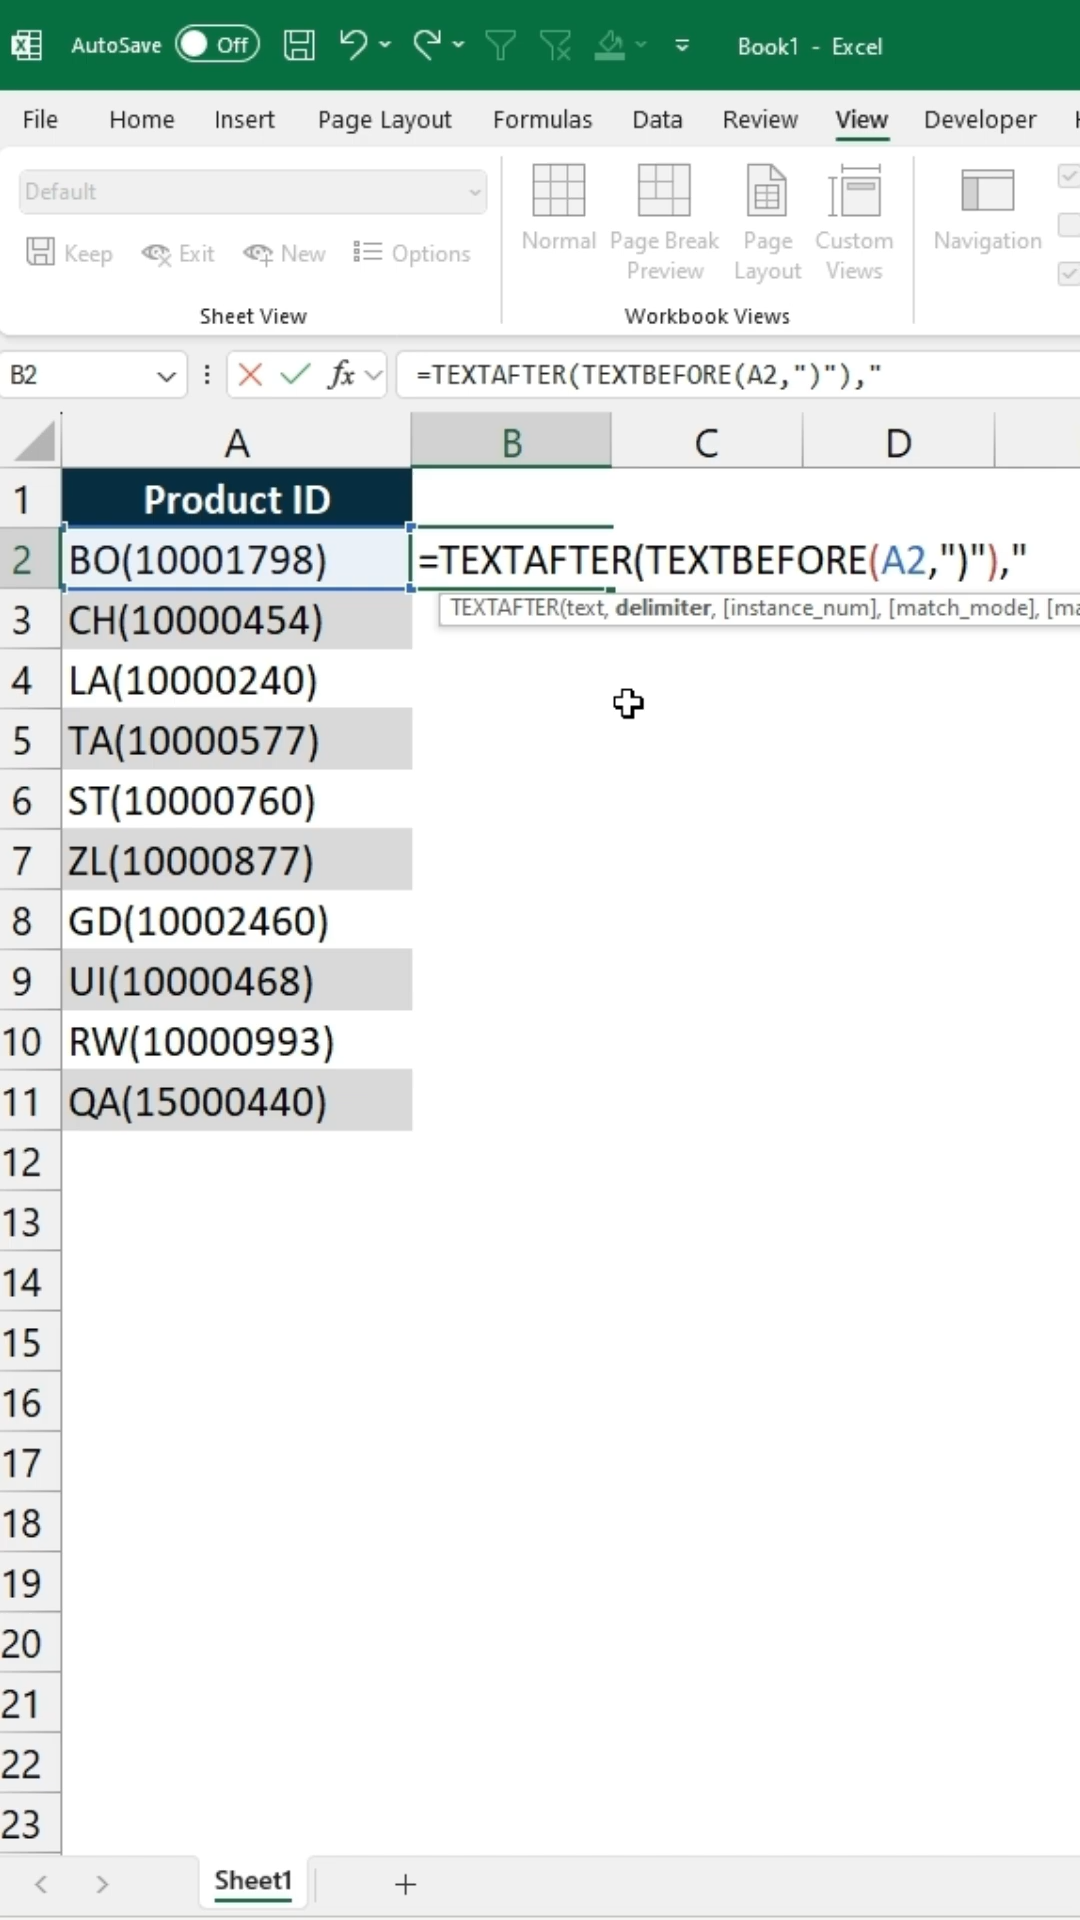 AutoSave Off Book1 - Excel
File Home Insert Page Layout Formulas Data Review View Developer
Default
Keep Exit New Options
Normal Page Break Preview Page Layout Custom Views Navigation
Sheet View Workbook Views
B2 fx =TEXTAFTER(TEXTBEFORE(A2,")"),"
A B C D
1 Product ID
2 BO(10001798) =TEXTAFTER(TEXTBEFORE(A2,")"),"
TEXTAFTER(text, delimiter, [instance_num], [match_mode],
3 CH(10000454)
4 LA(10000240)
5 TA(10000577)
6 ST(10000760)
7 ZL(10000877)
8 GD(10002460)
9 UI(10000468)
10 RW(10000993)
11 QA(15000440)
12
13
14
15
16
17
18
19
20
21
22
23
Sheet1